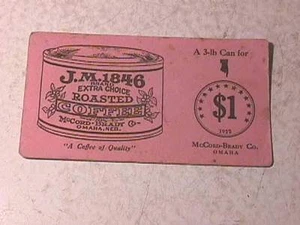 J.M. 1846
BRAND
EXTRA CHOICE
ROASTED
COFFEE
McCORD-BRADY Co
OMAHA, NEB.
"A Coffee of Quality"
A 3-lb Can for
$1
McCORD-BRADY CO.
OMAHA